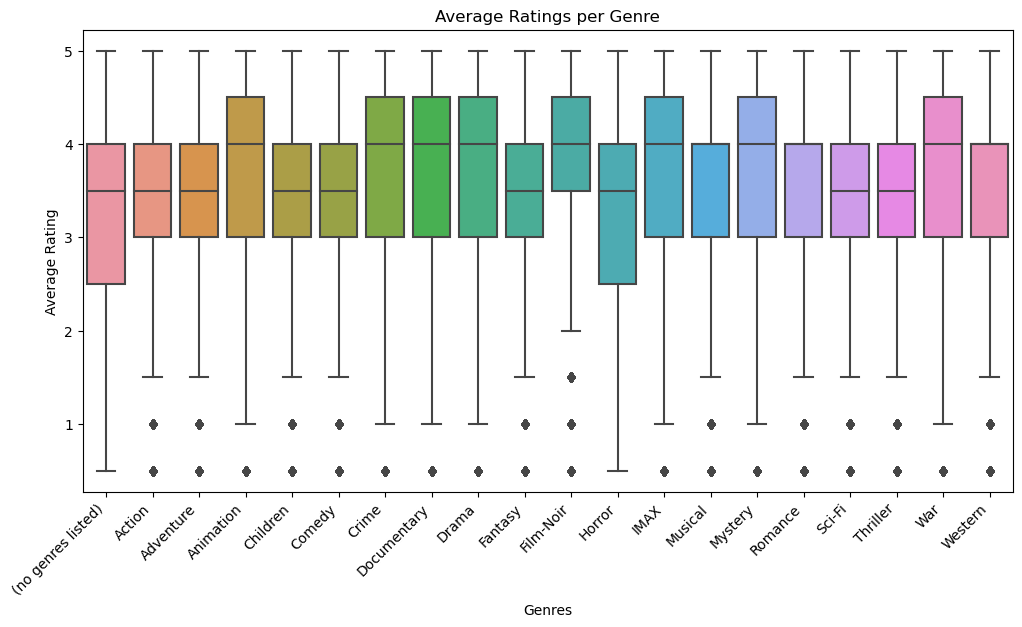 Average Ratings per Genre
Average Rating
5
4
3
2
1
(no genres listed)
Action
Adventure
Animation
Children
Comedy
Crime
Documentary
Drama
Fantasy
Film-Noir
Horror
IMAX
Musical
Mystery
Romance
Sci-Fi
Thriller
War
Western
Genres